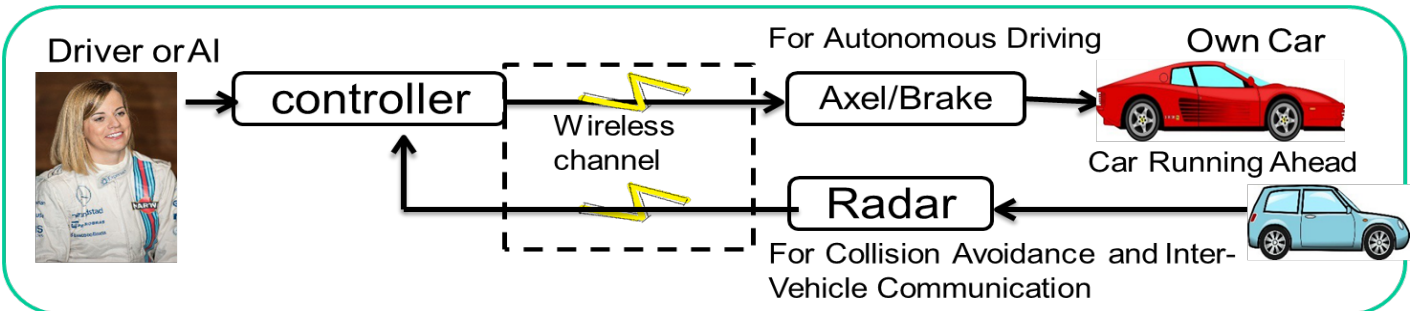 Driver or AI
controller
Wireless
channel
For Autonomous Driving
Axel/Brake
Own Car
Car Running Ahead
Radar
For Collision Avoidance and Inter-
Vehicle Communication